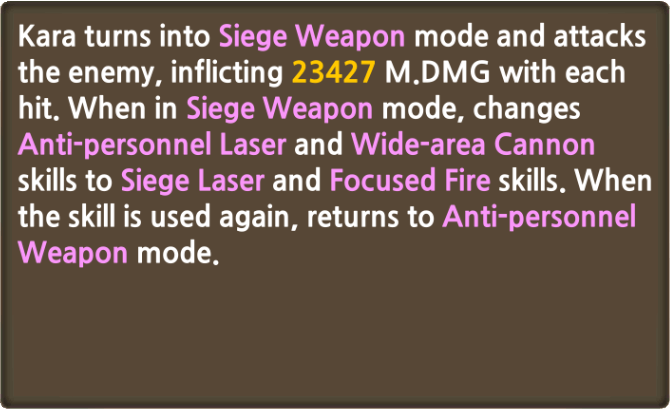 Kara turns into Siege Weapon mode and attacks
the enemy, inflicting 23427 M.DMG with each
hit. When in Siege Weapon mode, changes
Anti-personnel Laser and Wide-area Cannon
skills to Siege Laser and Focused Fire skills. When
the skill is used again, returns to Anti-personnel
Weapon mode.